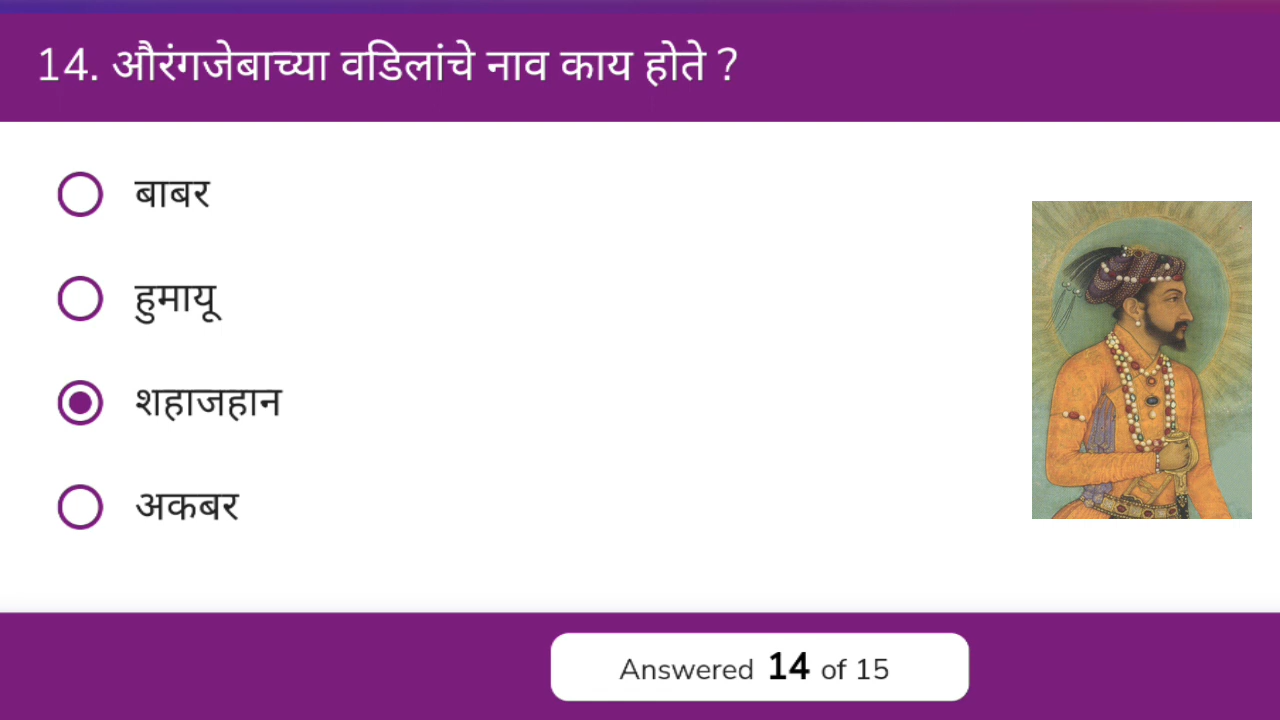 14. औरंगजेबाच्या वडिलांचे नाव काय होते ?
बाबर
हुमायू
शहाजहान
अकबर
Answered 14 of 15